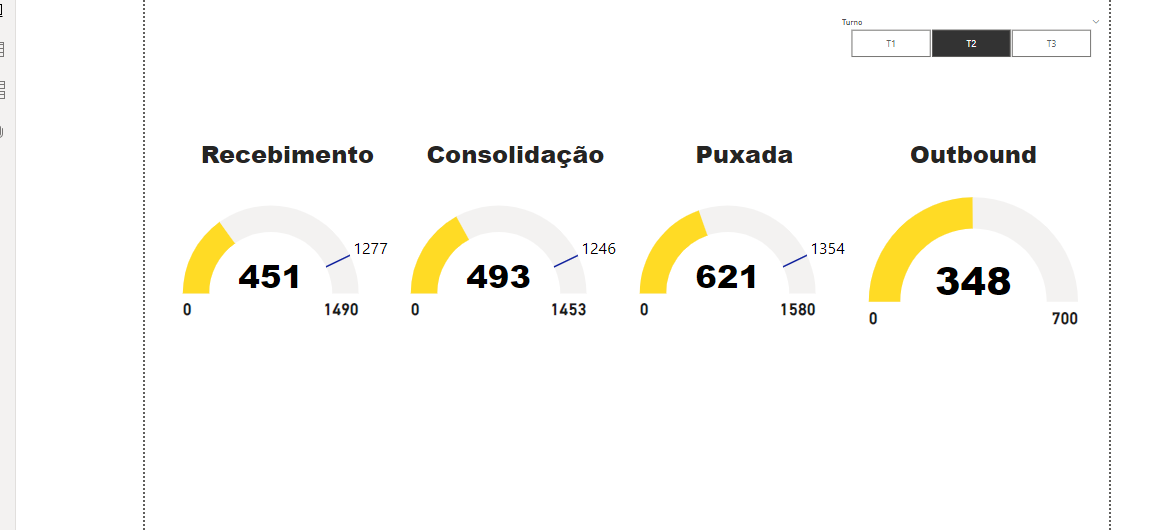 Turno
T1 T2 T3
Recebimento Consolidação Puxada Outbound
1277 1246 1354
451 493 621 348
0 1490 0 1453 0 1580 0 700